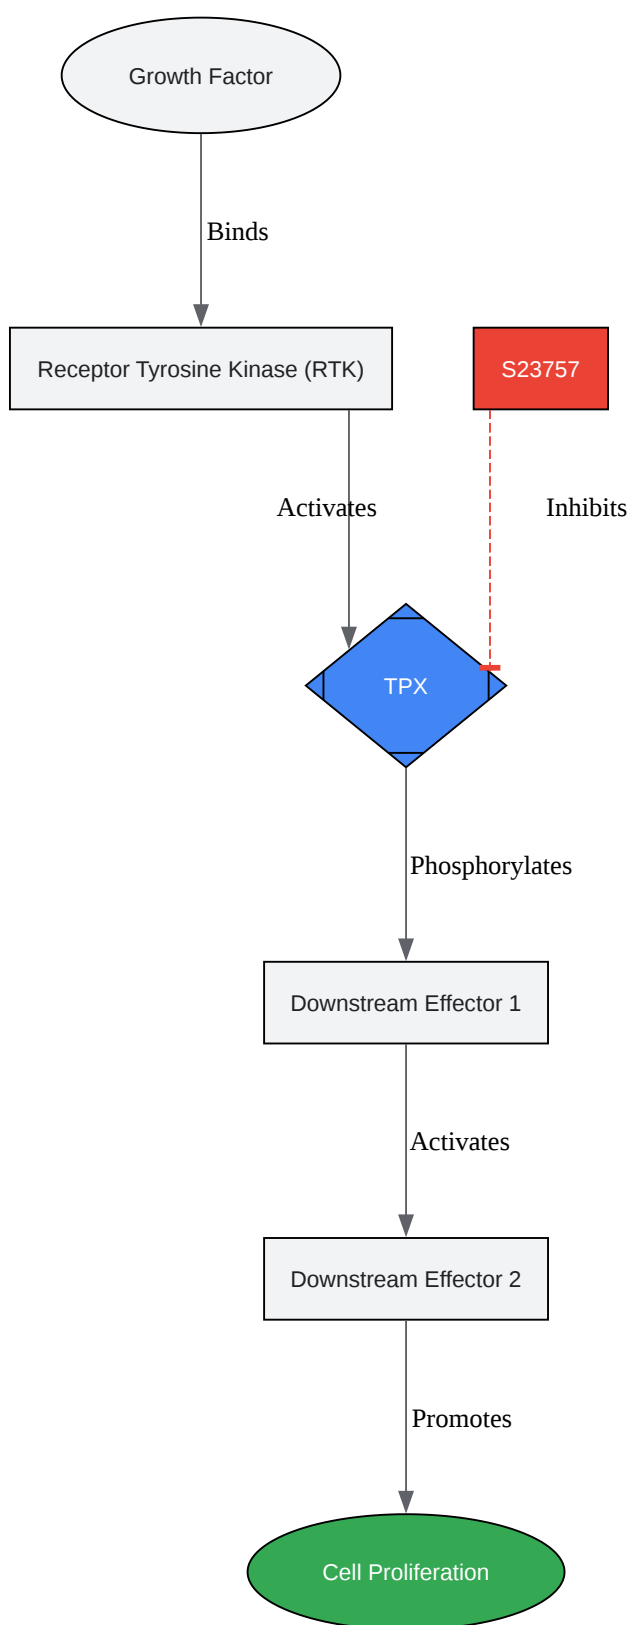 Growth Factor
Binds
Receptor Tyrosine Kinase (RTK)
S23757
Activates
Inhibits
TPX
Phosphorylates
Downstream Effector 1
Activates
Downstream Effector 2
Promotes
Cell Proliferation